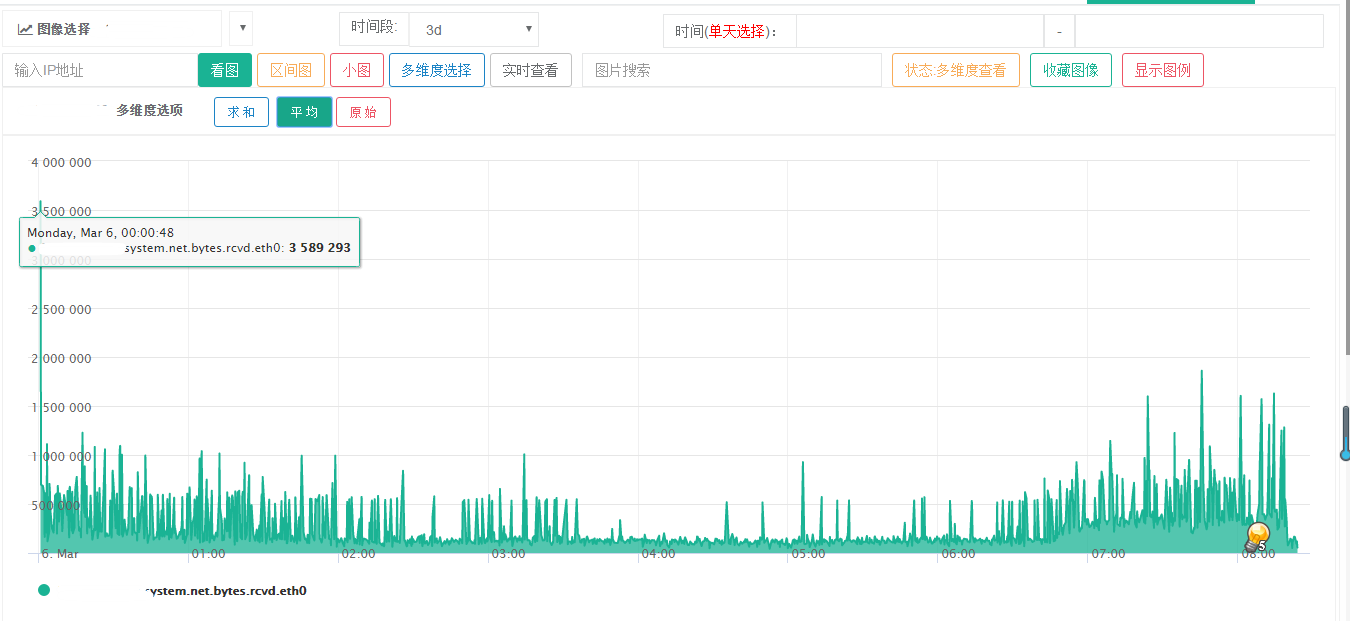 图像选择
时间段:
3d
时间(单天选择):
-
输入IP地址
看图
区间图
小图
多维度选择
实时查看
图片搜索
状态:多维度查看
收藏图像
显示图例
多维度选项
求和
平均
原始
4 000 000
3 500 000
Monday, Mar 6, 00:00:48
system.net.bytes.rcvd.eth0: 3 589 293
3 000 000
2 500 000
2 000 000
1 500 000
1 000 000
500 000
6. Mar
01:00
02:00
03:00
04:00
05:00
06:00
07:00
08:00
5
system.net.bytes.rcvd.eth0